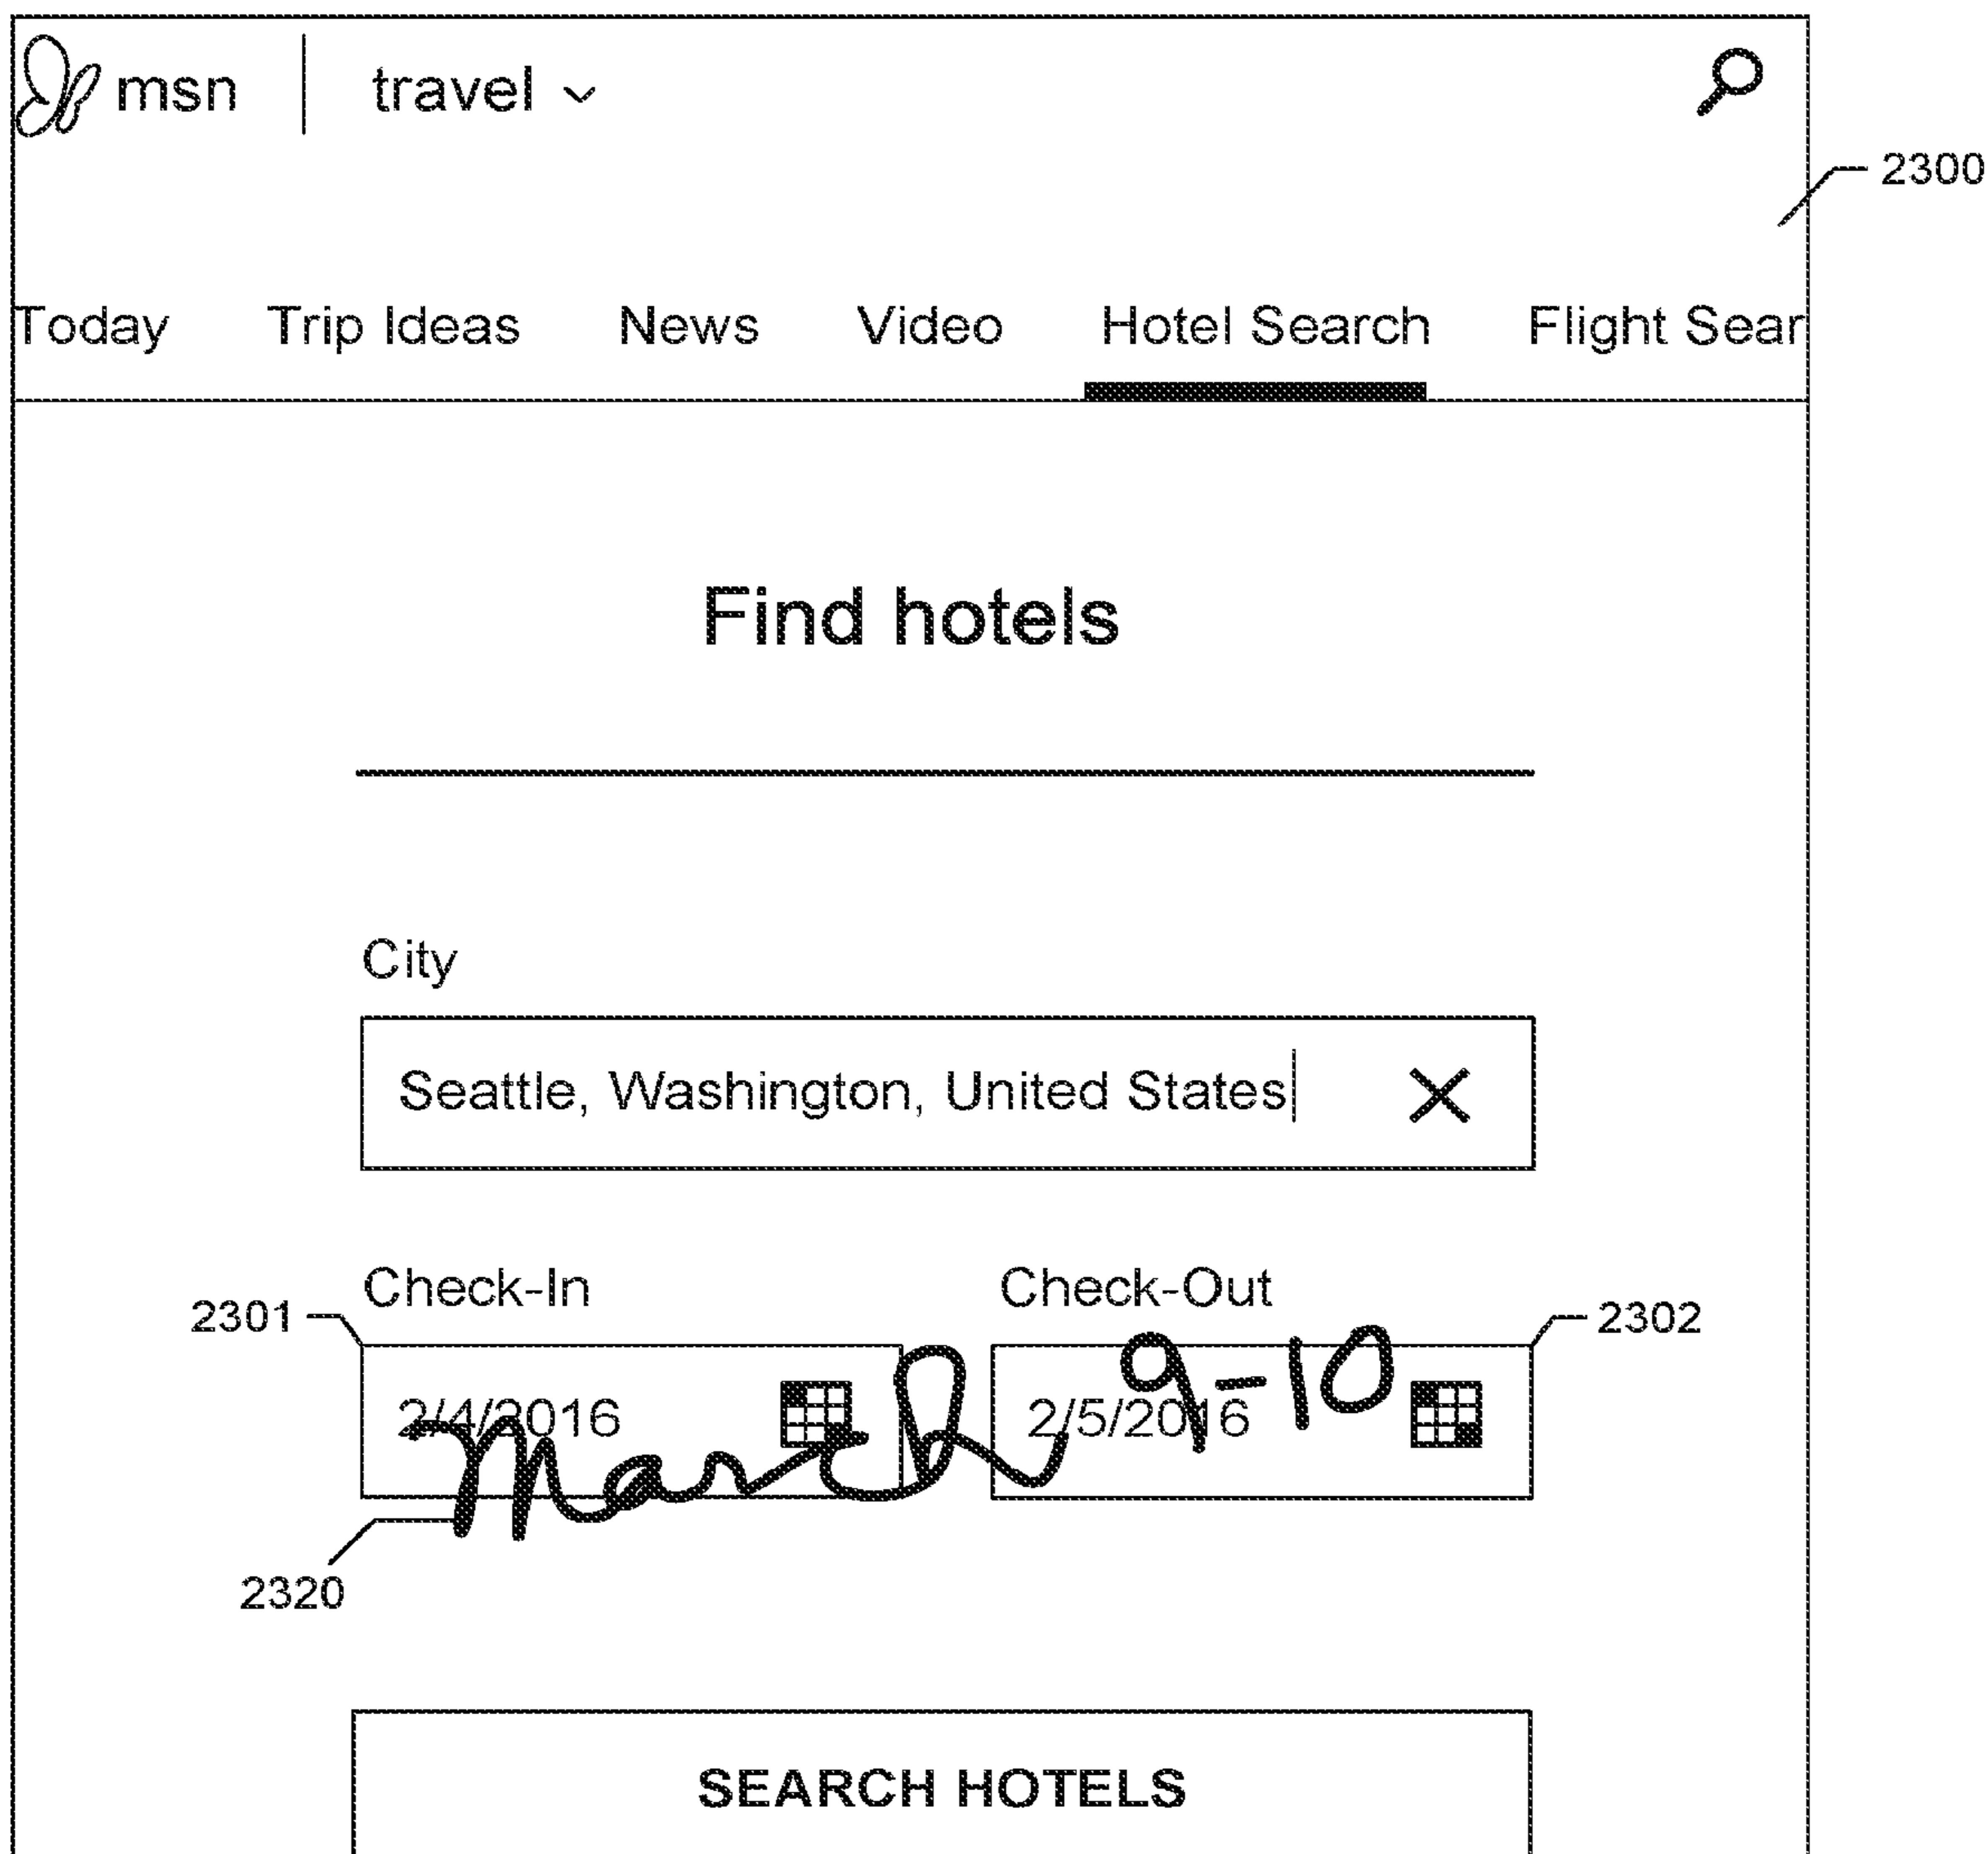 msn | travel
2300
Today Trip Ideas News Video Hotel Search Flight Sear
Find hotels
City
Seattle, Washington, United States
Check-In Check-Out
2301 2302
2/4/2016 2/5/2016
March 9-10
2320
SEARCH HOTELS